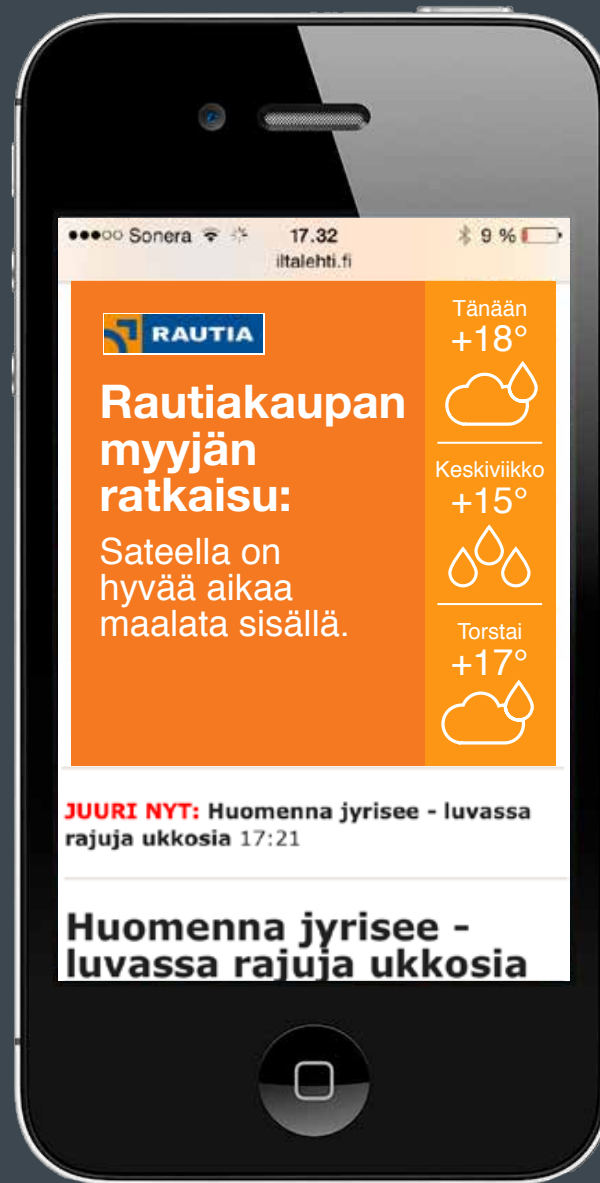 Sonera 17.32 9 %
iltalehti.fi
RAUTIA
Rautiakaupan
myyjän
ratkaisu:
Sateella on
hyvää aikaa
maalata sisällä.
Tänään
+18°
Keskiviikko
+15°
Torstai
+17°
JUURI NYT: Huomenna jyrisee - luvassa
rajuja ukkosia 17:21
Huomenna jyrisee -
luvassa rajuja ukkosia